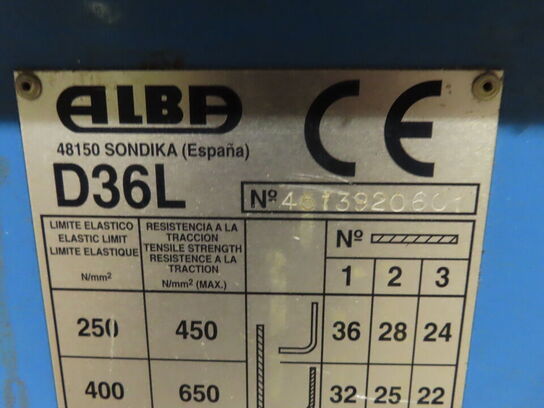 ALBA
CE
48150 SONDIKA (España)
D36L
Nº
LIMITE ELASTICO
ELASTIC LIMIT
LIMITE ELASTIQUE
N/mm²
RESISTENCIA A LA
TRACCION
TENSILE STRENGTH
RESISTENCE A LA
TRACTION
N/mm² (MAX.)
Nº
1 2 3
250 450 36 28 24
400 650 32 25 22